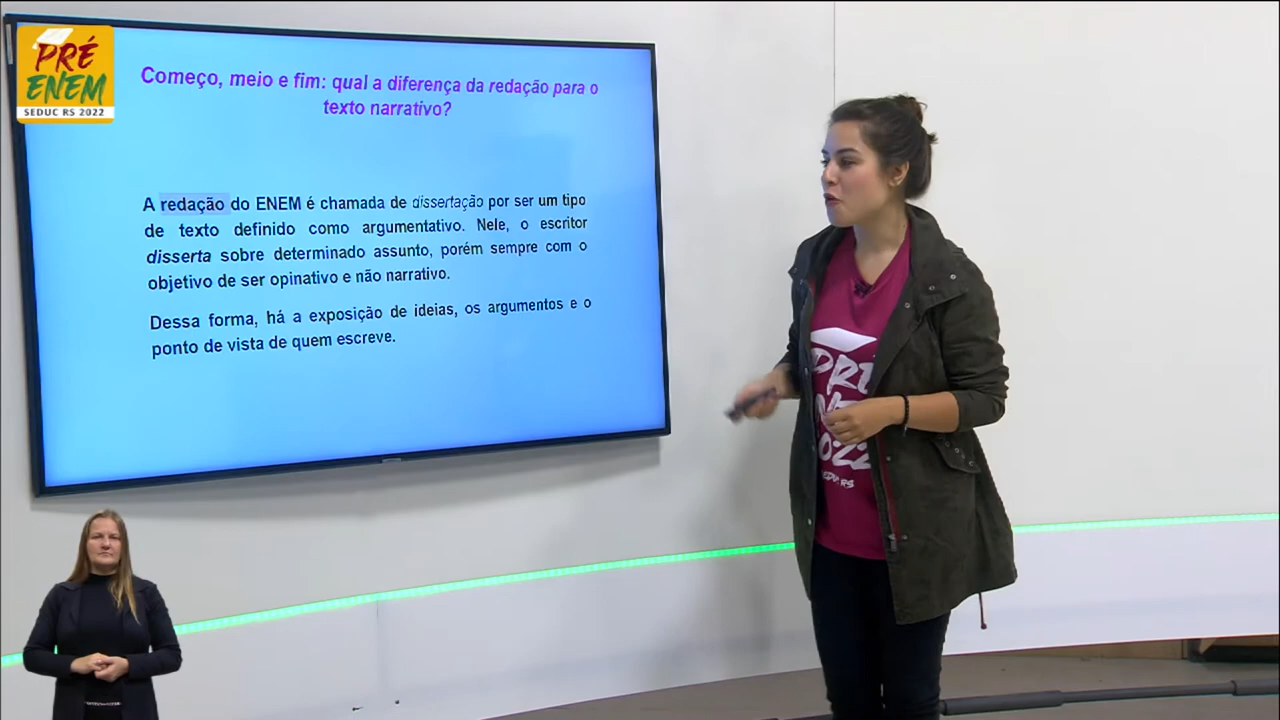 PRÉ
ENEM
SEDUC RS 2022
Começo, meio e fim: qual a diferença da redação para o
texto narrativo?
A redação do ENEM é chamada de dissertação por ser um tipo
de texto definido como argumentativo. Nele, o escritor
disserta sobre determinado assunto, porém sempre com o
objetivo de ser opinativo e não narrativo.
Dessa forma, há a exposição de ideias, os argumentos e o
ponto de vista de quem escreve.